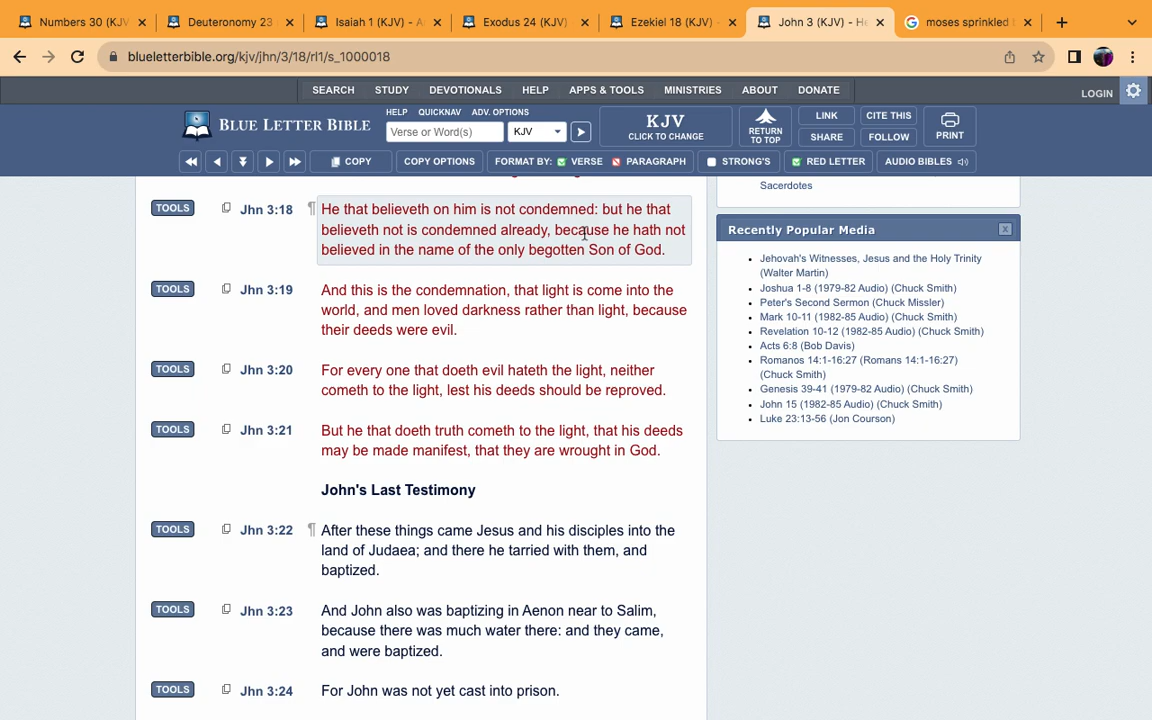 Numbers 30 (KJV)
Deuteronomy 23
Isaiah 1 (KJV) - A
Exodus 24 (KJV)
Ezekiel 18 (KJV) -
John 3 (KJV) - He
moses sprinkled
blueletterbible.org/kjv/jhn/3/18/rl1/s_1000018
SEARCH STUDY DEVOTIONALS HELP APPS & TOOLS MINISTRIES ABOUT DONATE
LOGIN
BLUE LETTER BIBLE
HELP QUICKNAV ADV. OPTIONS
Verse or Word(s) KJV
KJV
CLICK TO CHANGE
RETURN
TO TOP
LINK CITE THIS
SHARE FOLLOW
PRINT
COPY COPY OPTIONS FORMAT BY: VERSE PARAGRAPH STRONG'S RED LETTER AUDIO BIBLES
TOOLS Jhn 3:18 ¶ He that believeth on him is not condemned: but he that
believeth not is condemned already, because he hath not
believed in the name of the only begotten Son of God.
TOOLS Jhn 3:19 And this is the condemnation, that light is come into the
world, and men loved darkness rather than light, because
their deeds were evil.
TOOLS Jhn 3:20 For every one that doeth evil hateth the light, neither
cometh to the light, lest his deeds should be reproved.
TOOLS Jhn 3:21 But he that doeth truth cometh to the light, that his deeds
may be made manifest, that they are wrought in God.
John's Last Testimony
TOOLS Jhn 3:22 ¶ After these things came Jesus and his disciples into the
land of Judaea; and there he tarried with them, and
baptized.
TOOLS Jhn 3:23 And John also was baptizing in Aenon near to Salim,
because there was much water there: and they came,
and were baptized.
TOOLS Jhn 3:24 For John was not yet cast into prison.
Sacerdotes
Recently Popular Media x
Jehovah's Witnesses, Jesus and the Holy Trinity
(Walter Martin)
Joshua 1-8 (1979-82 Audio) (Chuck Smith)
Peter's Second Sermon (Chuck Missler)
Mark 10-11 (1982-85 Audio) (Chuck Smith)
Revelation 10-12 (1982-85 Audio) (Chuck Smith)
Acts 6:8 (Bob Davis)
Romanos 14:1-16:27 (Romans 14:1-16:27)
(Chuck Smith)
Genesis 39-41 (1979-82 Audio) (Chuck Smith)
John 15 (1982-85 Audio) (Chuck Smith)
Luke 23:13-56 (Jon Courson)